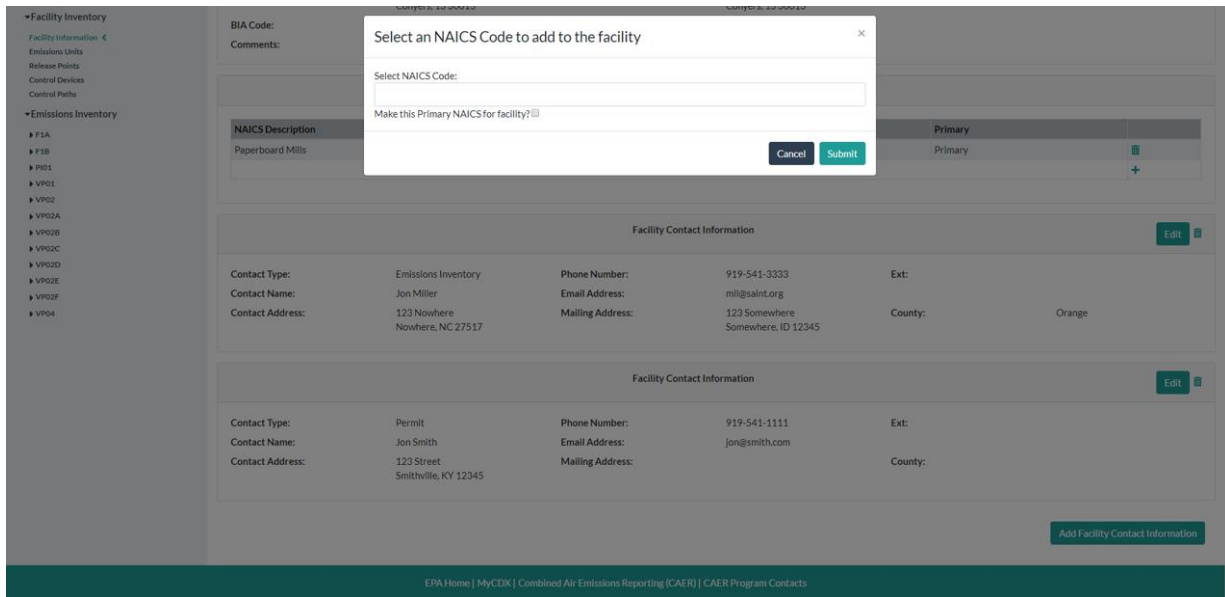 Facility Inventory
Facility Information
Emissions Units
Release Points
Control Devices
Control Paths
Emissions Inventory
F1A
F1B
PI01
VP01
VP02
VP02A
VP02B
VP02C
VP02D
VP02E
VP02F
VP04
BIA Code:
Comments:
Select an NAICS Code to add to the facility ×
Select NAICS Code:
Make this Primary NAICS for facility?
Cancel Submit
NAICS Description Primary
Paperboard Mills Primary
+
Facility Contact Information Edit
Contact Type: Emissions Inventory Phone Number: 919-541-3333 Ext:
Contact Name: Jon Miller Email Address: mil@saint.org
Contact Address: 123 Nowhere Mailing Address: 123 Somewhere County: Orange
Nowhere, NC 27517 Somewhere, ID 12345
Facility Contact Information Edit
Contact Type: Permit Phone Number: 919-541-1111 Ext:
Contact Name: Jon Smith Email Address: jon@smith.com
Contact Address: 123 Street Mailing Address: County:
Smithville, KY 12345
Add Facility Contact Information
EPA Home | MyCDX | Combined Air Emissions Reporting (CAER) | CAER Program Contacts